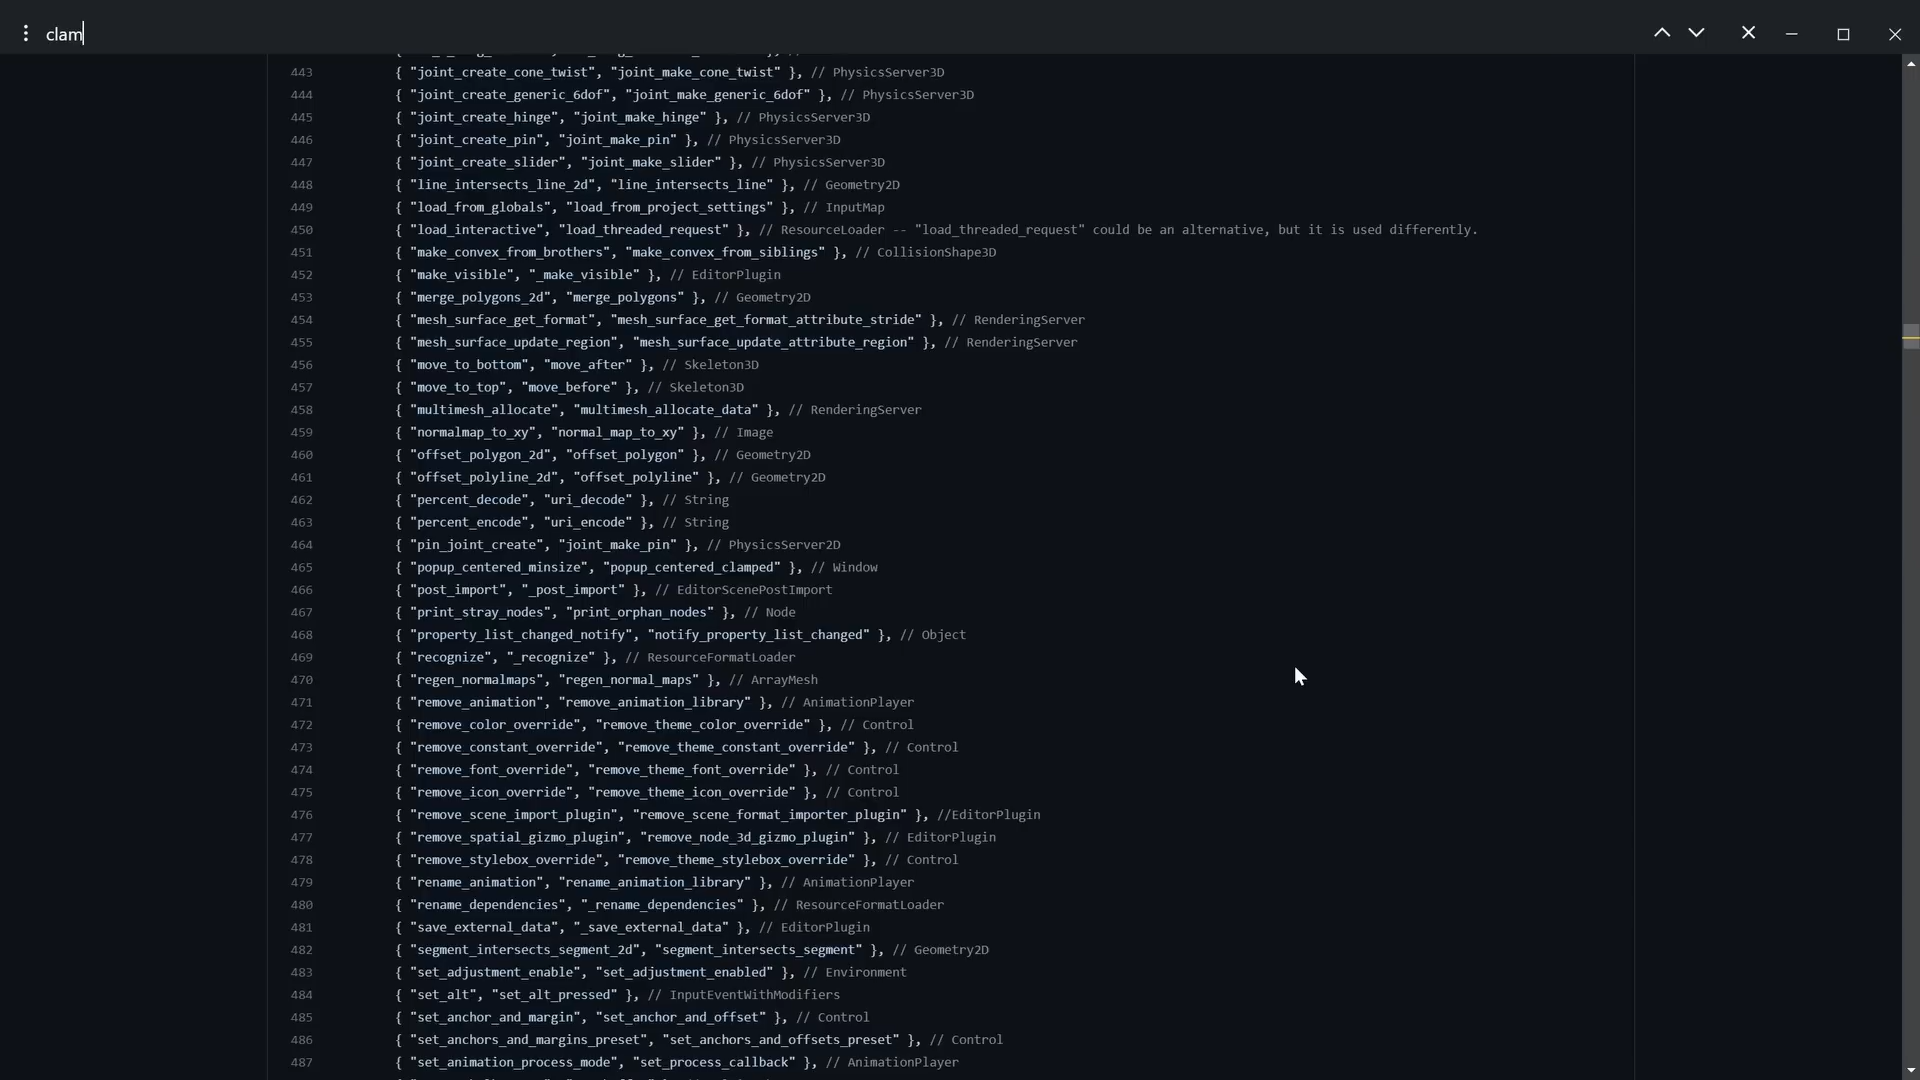 clam
443 { "joint_create_cone_twist", "joint_make_cone_twist" }, // PhysicsServer3D
444 { "joint_create_generic_6dof", "joint_make_generic_6dof" }, // PhysicsServer3D
445 { "joint_create_hinge", "joint_make_hinge" }, // PhysicsServer3D
446 { "joint_create_pin", "joint_make_pin" }, // PhysicsServer3D
447 { "joint_create_slider", "joint_make_slider" }, // PhysicsServer3D
448 { "line_intersects_line_2d", "line_intersects_line" }, // Geometry2D
449 { "load_from_globals", "load_from_project_settings" }, // InputMap
450 { "load_interactive", "load_threaded_request" }, // ResourceLoader -- "load_threaded_request" could be an alternative, but it is used differently.
451 { "make_convex_from_brothers", "make_convex_from_siblings" }, // CollisionShape3D
452 { "make_visible", "_make_visible" }, // EditorPlugin
453 { "merge_polygons_2d", "merge_polygons" }, // Geometry2D
454 { "mesh_surface_get_format", "mesh_surface_get_format_attribute_stride" }, // RenderingServer
455 { "mesh_surface_update_region", "mesh_surface_update_attribute_region" }, // RenderingServer
456 { "move_to_bottom", "move_after" }, // Skeleton3D
457 { "move_to_top", "move_before" }, // Skeleton3D
458 { "multimesh_allocate", "multimesh_allocate_data" }, // RenderingServer
459 { "normalmap_to_xy", "normal_map_to_xy" }, // Image
460 { "offset_polygon_2d", "offset_polygon" }, // Geometry2D
461 { "offset_polyline_2d", "offset_polyline" }, // Geometry2D
462 { "percent_decode", "uri_decode" }, // String
463 { "percent_encode", "uri_encode" }, // String
464 { "pin_joint_create", "joint_make_pin" }, // PhysicsServer2D
465 { "popup_centered_minsize", "popup_centered_clamped" }, // Window
466 { "post_import", "_post_import" }, // EditorScenePostImport
467 { "print_stray_nodes", "print_orphan_nodes" }, // Node
468 { "property_list_changed_notify", "notify_property_list_changed" }, // Object
469 { "recognize", "_recognize" }, // ResourceFormatLoader
470 { "regen_normalmaps", "regen_normal_maps" }, // ArrayMesh
471 { "remove_animation", "remove_animation_library" }, // AnimationPlayer
472 { "remove_color_override", "remove_theme_color_override" }, // Control
473 { "remove_constant_override", "remove_theme_constant_override" }, // Control
474 { "remove_font_override", "remove_theme_font_override" }, // Control
475 { "remove_icon_override", "remove_theme_icon_override" }, // Control
476 { "remove_scene_import_plugin", "remove_scene_format_importer_plugin" }, //EditorPlugin
477 { "remove_spatial_gizmo_plugin", "remove_node_3d_gizmo_plugin" }, // EditorPlugin
478 { "remove_stylebox_override", "remove_theme_stylebox_override" }, // Control
479 { "rename_animation", "rename_animation_library" }, // AnimationPlayer
480 { "rename_dependencies", "_rename_dependencies" }, // ResourceFormatLoader
481 { "save_external_data", "_save_external_data" }, // EditorPlugin
482 { "segment_intersects_segment_2d", "segment_intersects_segment" }, // Geometry2D
483 { "set_adjustment_enable", "set_adjustment_enabled" }, // Environment
484 { "set_alt", "set_alt_pressed" }, // InputEventWithModifiers
485 { "set_anchor_and_margin", "set_anchor_and_offset" }, // Control
486 { "set_anchors_and_margins_preset", "set_anchors_and_offsets_preset" }, // Control
487 { "set_animation_process_mode", "set_process_callback" }, // AnimationPlayer